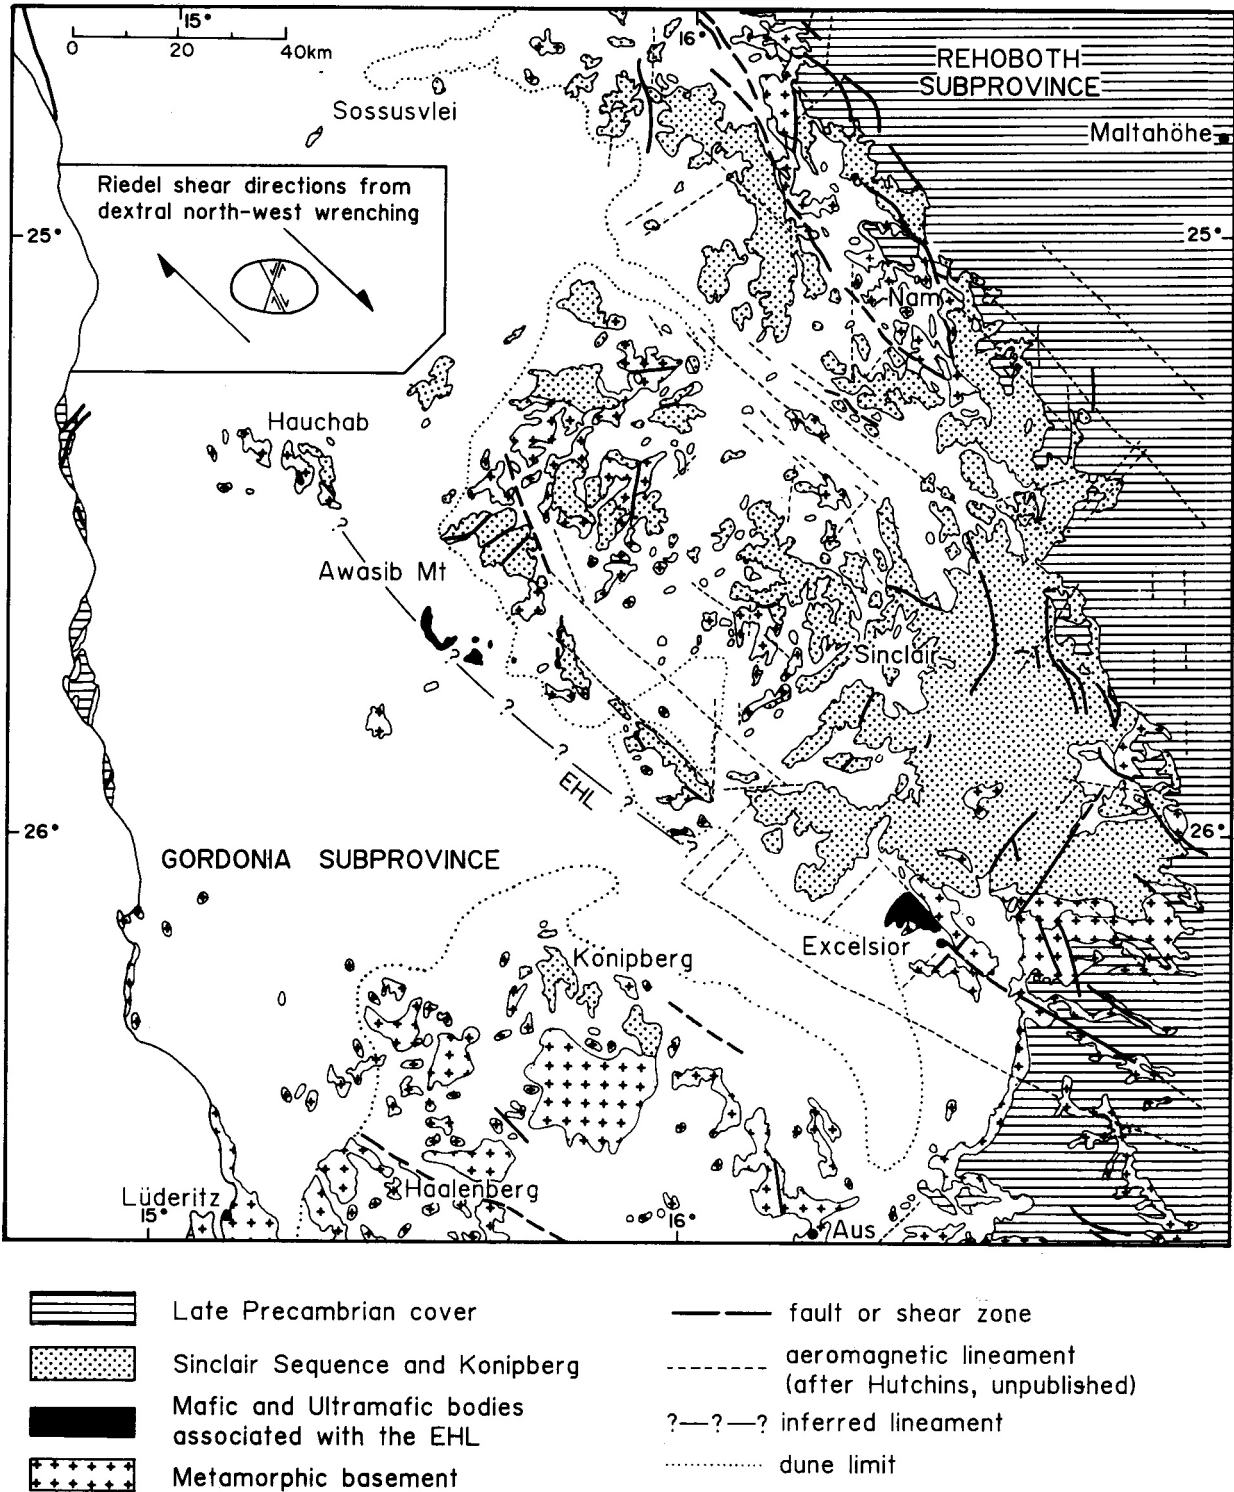 15°
0 20 40km
16°
REHOBOTH
SUBPROVINCE
Sossusvlei
Maltahöhe
Riedel shear directions from
dextral north-west wrenching
25°
25°
Nam
Hauchab
?
Awasib Mt
?
Sinclair
?
?
EHL
?
26°
26°
GORDONIA SUBPROVINCE
Excelsior
Konipberg
Haalenberg
Lüderitz
15°
16°
Aus
Late Precambrian cover
Sinclair Sequence and Konipberg
Mafic and Ultramafic bodies
associated with the EHL
Metamorphic basement
fault or shear zone
aeromagnetic lineament
(after Hutchins, unpublished)
?—?—? inferred lineament
dune limit